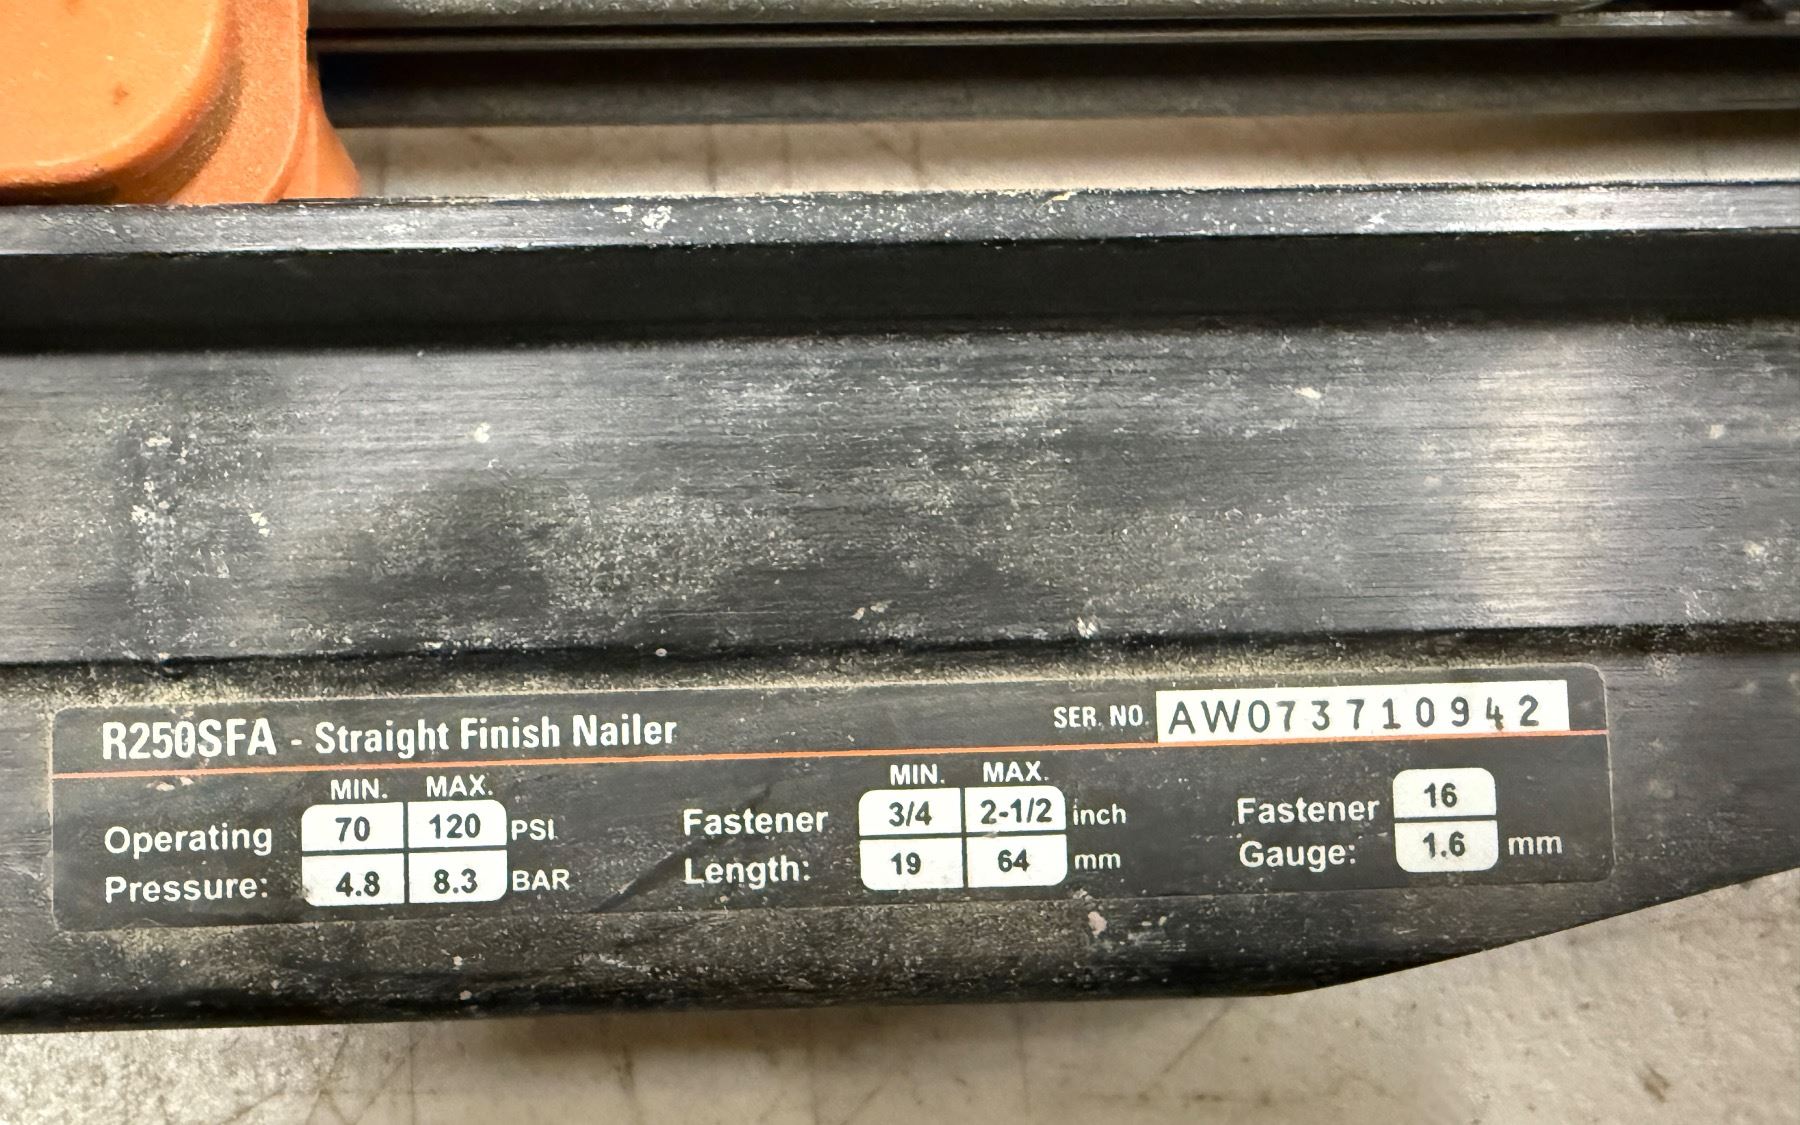 R250SFA - Straight Finish Nailer SER. NO. AW073710942
MIN. MAX. MIN. MAX.
Operating 70 120 PSI Fastener 3/4 2-1/2 inch Fastener 16
Pressure: 4.8 8.3 BAR Length: 19 64 mm Gauge: 1.6 mm